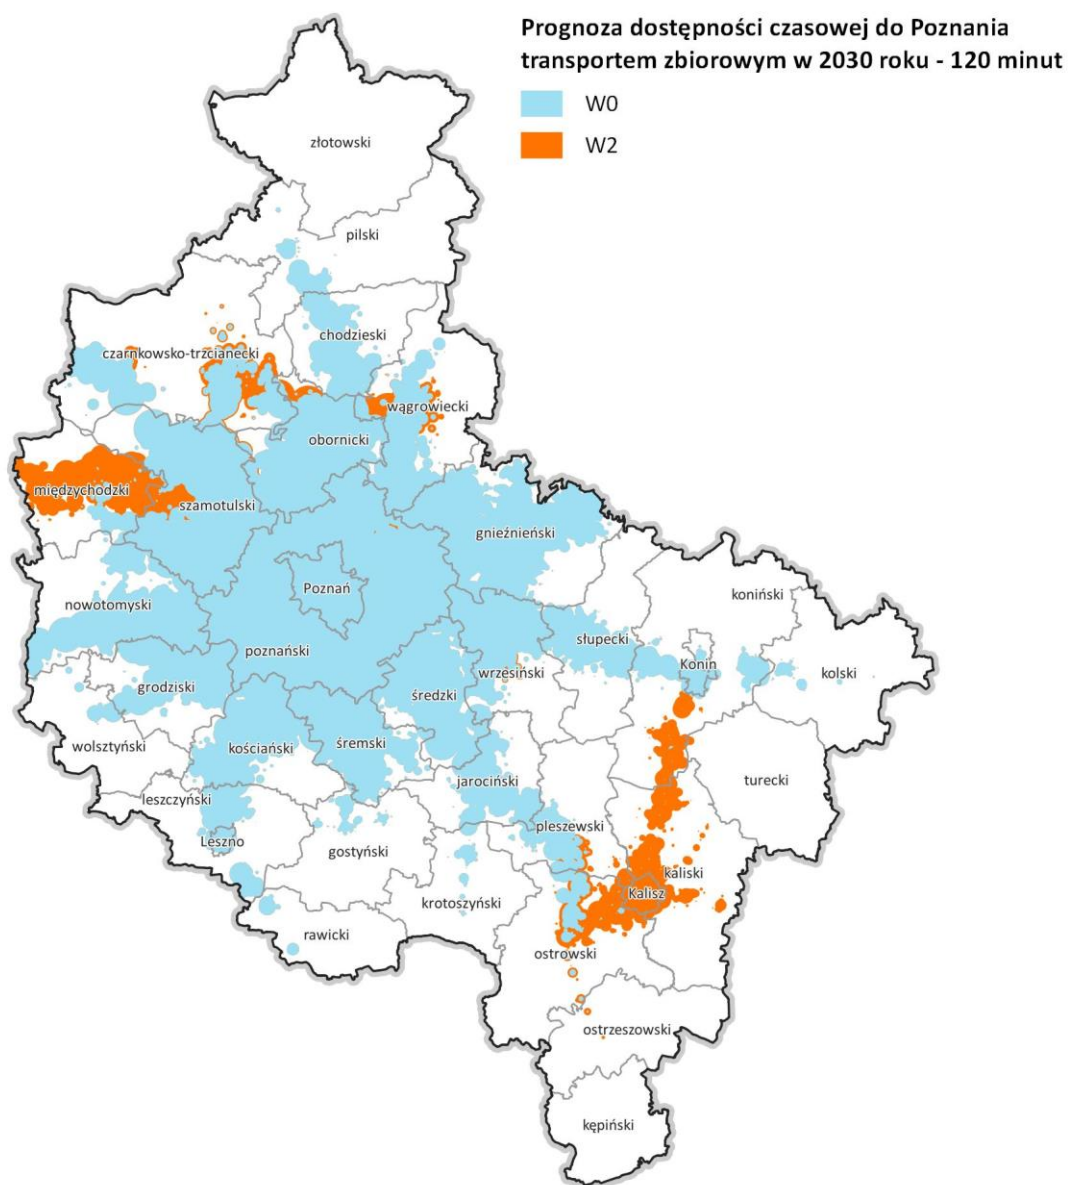 Prognoza dostępności czasowej do Poznania
transportem zbiorowym w 2030 roku - 120 minut
W0
W2
złotowski
pilski
chodzieski
czarnkowsko-trzcianecki
wągrowiecki
obornicki
międzychodzki
szamotulski
gnieźnieński
Poznań
koniński
nowotomyski
słupecki
poznański
wrzesiński
Konin
kolski
grodziski
średzki
wolsztyński
kościański
śremski
jarociński
turecki
leszczyński
pleszewski
Leszno
gostyński
kaliski
Kalisz
krotoszyński
rawicki
ostrowski
ostrzeszowski
kępiński